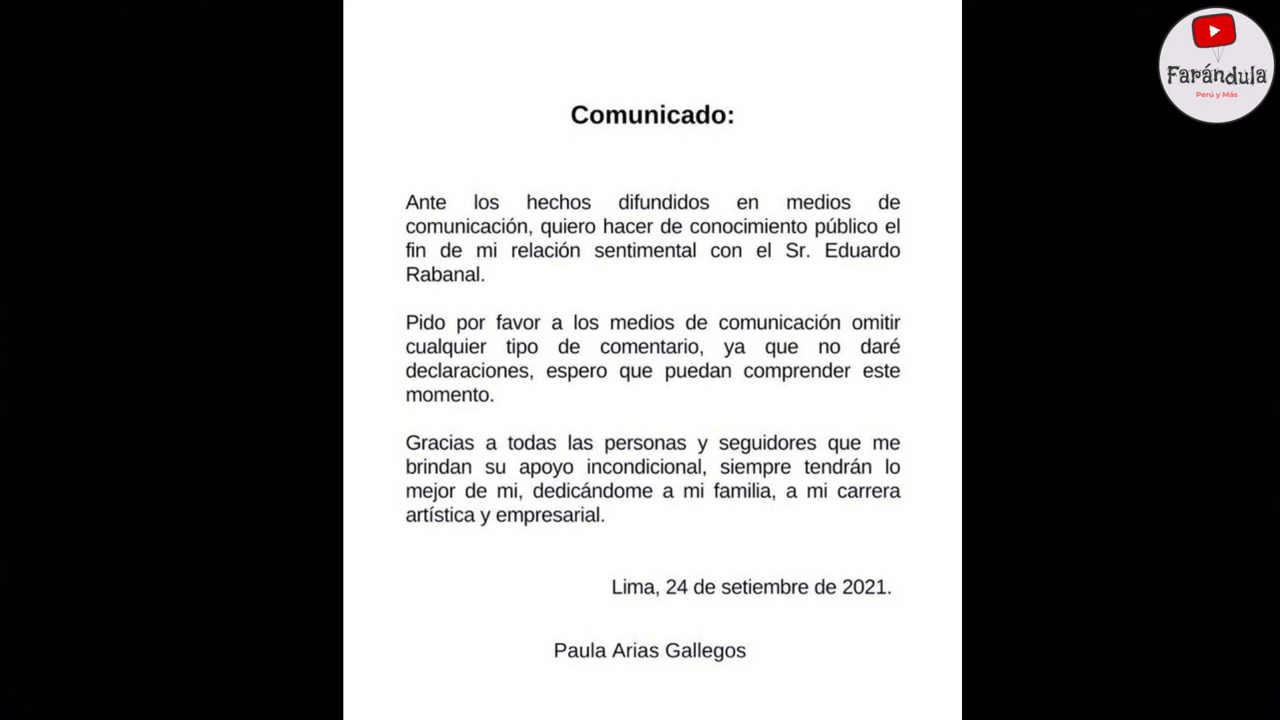 Comunicado:
Ante los hechos difundidos en medios de
comunicación, quiero hacer de conocimiento público el
fin de mi relación sentimental con el Sr. Eduardo
Rabanal.
Pido por favor a los medios de comunicación omitir
cualquier tipo de comentario, ya que no daré
declaraciones, espero que puedan comprender este
momento.
Gracias a todas las personas y seguidores que me
brindan su apoyo incondicional, siempre tendrán lo
mejor de mi, dedicándome a mi familia, a mi carrera
artística y empresarial.
Lima, 24 de setiembre de 2021.
Paula Arias Gallegos
Farándula
Perú y Más